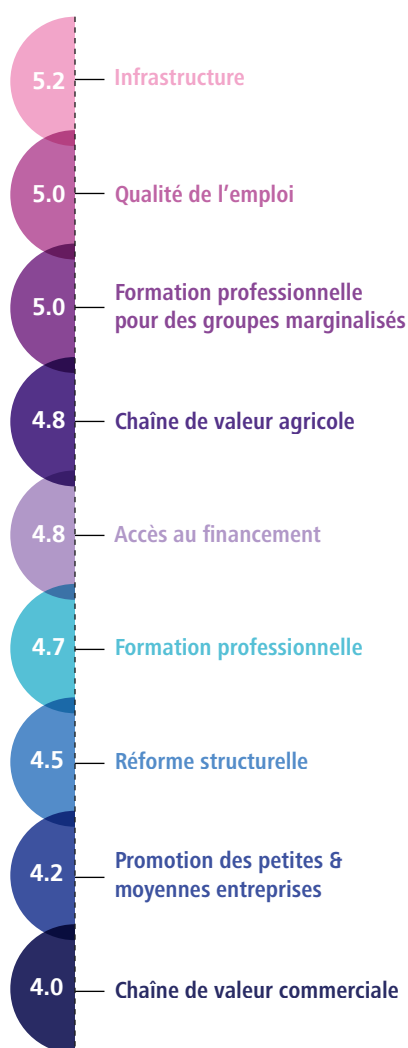 5.2 Infrastructure
5.0 Qualité de l’emploi
5.0 Formation professionnelle
pour des groupes marginalisés
4.8 Chaîne de valeur agricole
4.8 Accès au financement
4.7 Formation professionnelle
4.5 Réforme structurelle
4.2 Promotion des petites &
moyennes entreprises
4.0 Chaîne de valeur commerciale